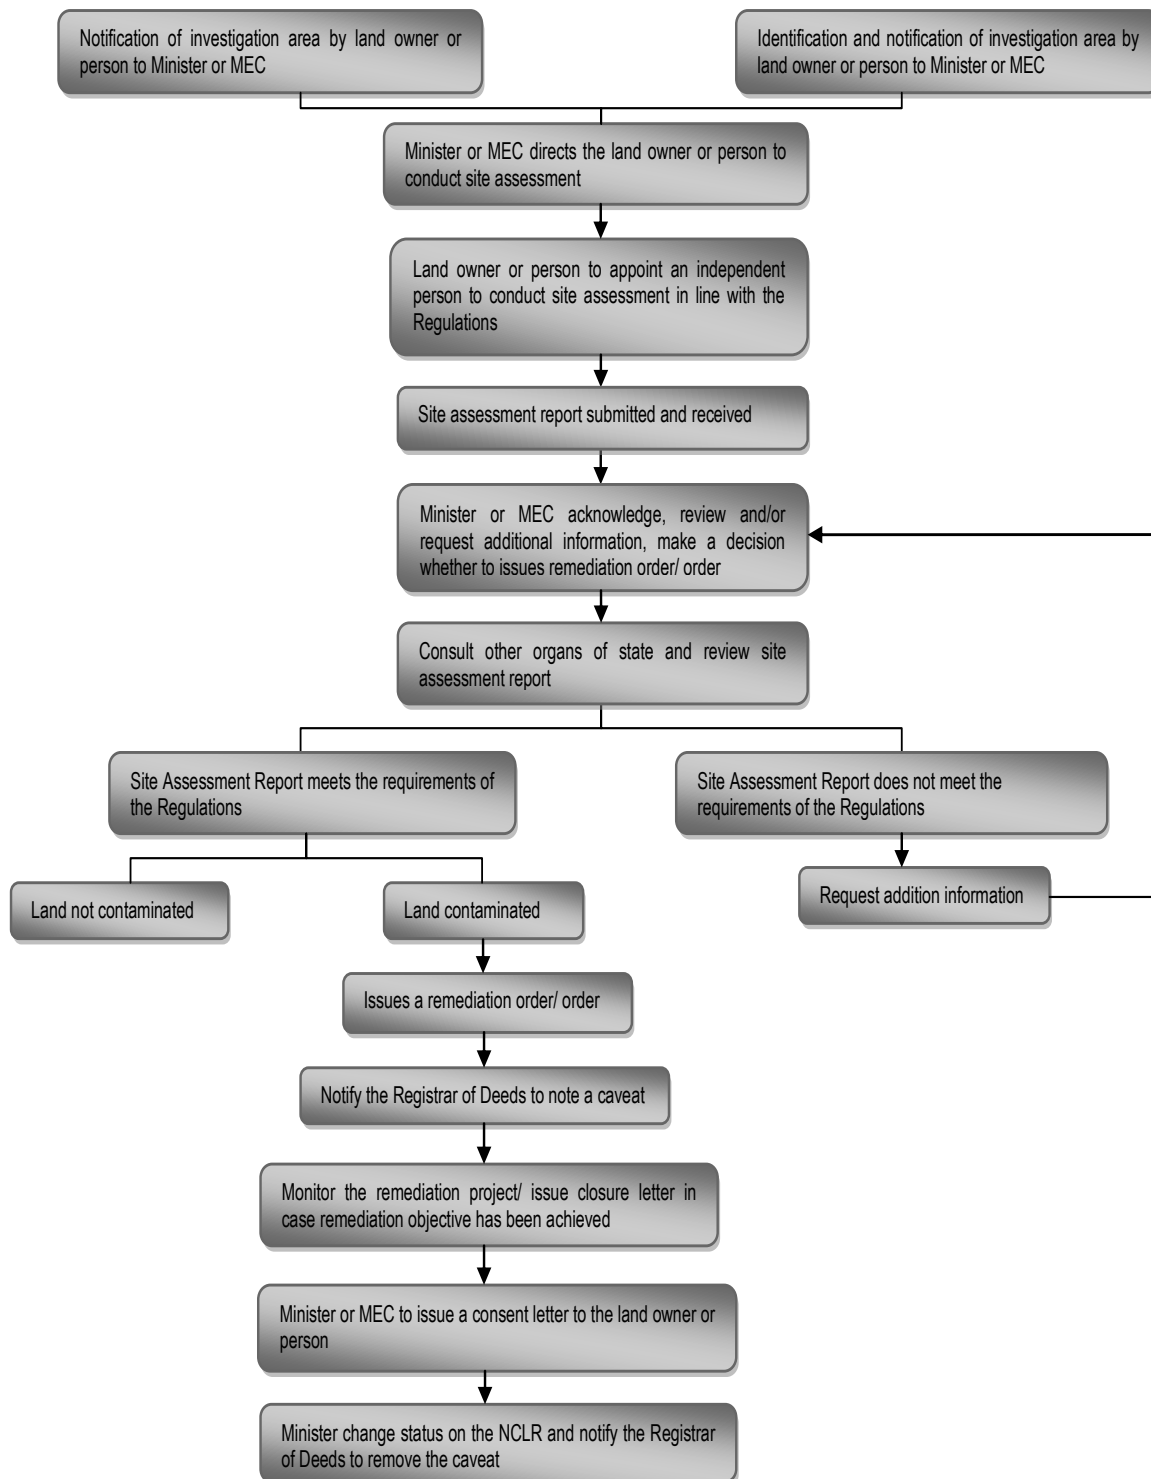 Notification of investigation area by land owner or
person to Minister or MEC
Identification and notification of investigation area by
land owner or person to Minister or MEC
Minister or MEC directs the land owner or person to
conduct site assessment
Land owner or person to appoint an independent
person to conduct site assessment in line with the
Regulations
Site assessment report submitted and received
Minister or MEC acknowledge, review and/or
request additional information, make a decision
whether to issues remediation order/ order
Consult other organs of state and review site
assessment report
Site Assessment Report meets the requirements of
the Regulations
Site Assessment Report does not meet the
requirements of the Regulations
Land not contaminated
Land contaminated
Request addition information
Issues a remediation order/ order
Notify the Registrar of Deeds to note a caveat
Monitor the remediation project/ issue closure letter in
case remediation objective has been achieved
Minister or MEC to issue a consent letter to the land owner or
person
Minister change status on the NCLR and notify the Registrar
of Deeds to remove the caveat